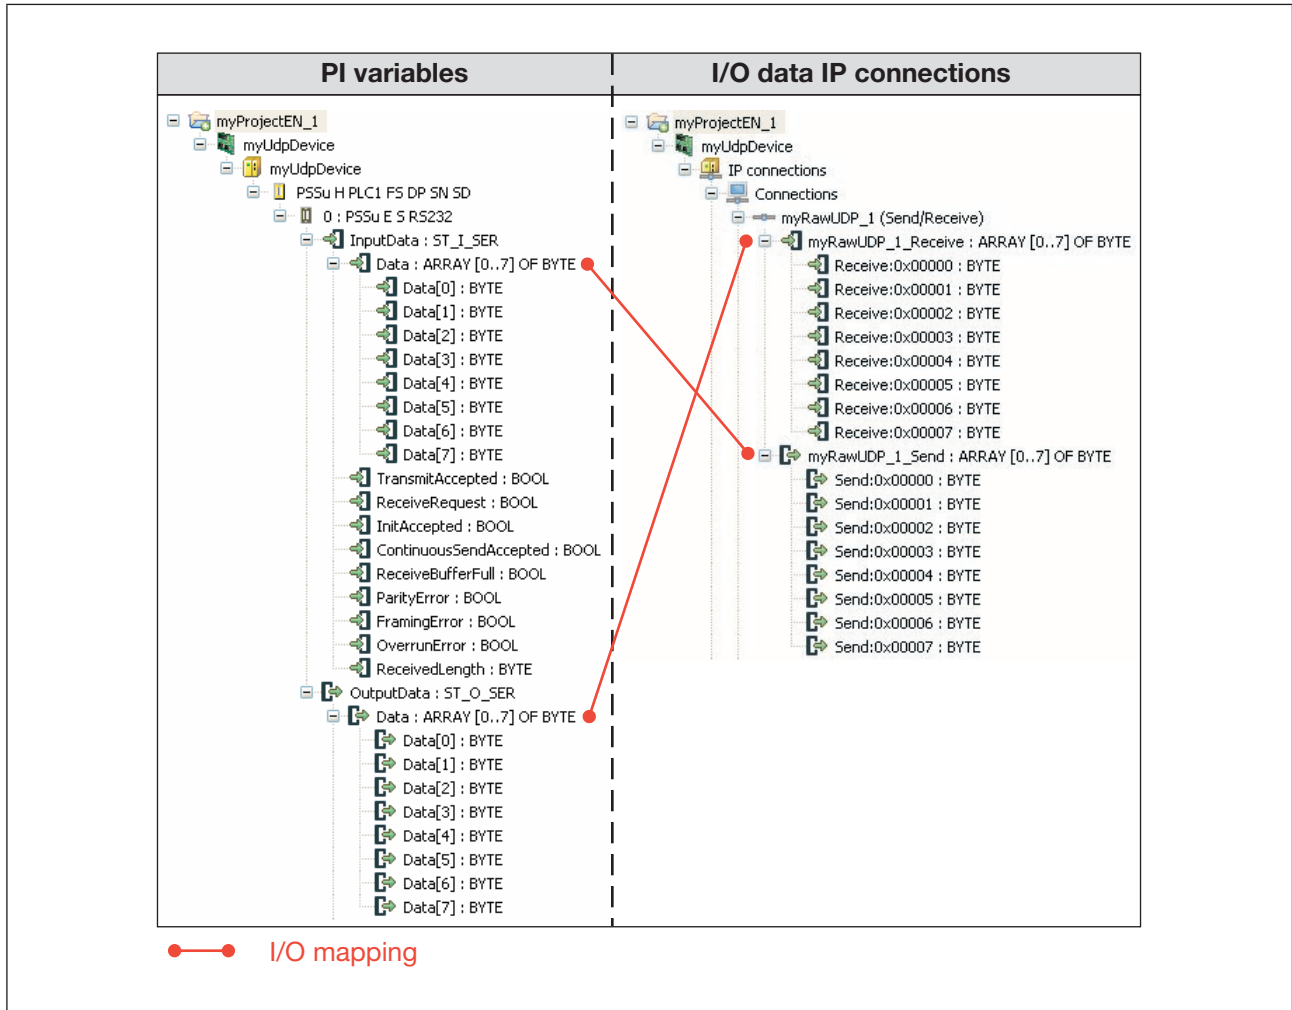 PI variables
myProjectEN_1
myUdpDevice
myUdpDevice
PSSu H PLC1 FS DP SN SD
0 : PSSu E S RS232
InputData : ST_I_SER
Data : ARRAY [0..7] OF BYTE
Data[0] : BYTE
Data[1] : BYTE
Data[2] : BYTE
Data[3] : BYTE
Data[4] : BYTE
Data[5] : BYTE
Data[6] : BYTE
Data[7] : BYTE
TransmitAccepted : BOOL
ReceiveRequest : BOOL
InitAccepted : BOOL
ContinuousSendAccepted : BOOL
ReceiveBufferFull : BOOL
ParityError : BOOL
FramingError : BOOL
OverrunError : BOOL
ReceivedLength : BYTE
OutputData : ST_O_SER
Data : ARRAY [0..7] OF BYTE
Data[0] : BYTE
Data[1] : BYTE
Data[2] : BYTE
Data[3] : BYTE
Data[4] : BYTE
Data[5] : BYTE
Data[6] : BYTE
Data[7] : BYTE
I/O data IP connections
myProjectEN_1
myUdpDevice
IP connections
Connections
myRawUDP_1 (Send/Receive)
myRawUDP_1_Receive : ARRAY [0..7] OF BYTE
Receive:0x00000 : BYTE
Receive:0x00001 : BYTE
Receive:0x00002 : BYTE
Receive:0x00003 : BYTE
Receive:0x00004 : BYTE
Receive:0x00005 : BYTE
Receive:0x00006 : BYTE
Receive:0x00007 : BYTE
myRawUDP_1_Send : ARRAY [0..7] OF BYTE
Send:0x00000 : BYTE
Send:0x00001 : BYTE
Send:0x00002 : BYTE
Send:0x00003 : BYTE
Send:0x00004 : BYTE
Send:0x00005 : BYTE
Send:0x00006 : BYTE
Send:0x00007 : BYTE
I/O mapping